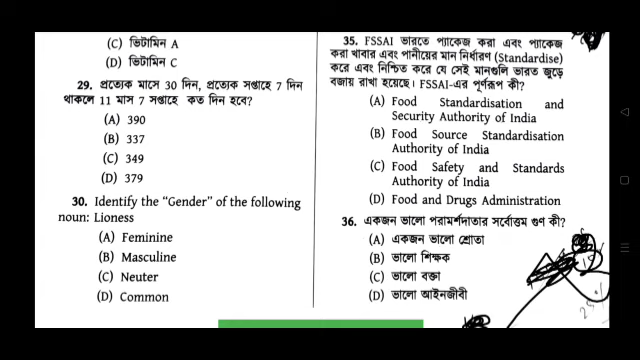 (C) ভিটামিন A
(D) ভিটামিন C
29. প্রত্যেক মাসে 30 দিন, প্রত্যেক সপ্তাহে 7 দিন
থাকলে 11 মাস 7 সপ্তাহে কত দিন হবে?
(A) 390
(B) 337
(C) 349
(D) 379
30. Identify the “Gender” of the following
noun: Lioness
(A) Feminine
(B) Masculine
(C) Neuter
(D) Common
35. FSSAI ভারতে প্যাকেজ করা এবং প্যাকেজ
করা খাবার এবং পানীয়ের মান নির্ধারণ (Standardise)
করে এবং নিশ্চিত করে যে সেই মানগুলি ভারত জুড়ে
বজায় রাখা হয়েছে। FSSAI-এর পূর্ণরূপ কী?
(A) Food Standardisation and
Security Authority of India
(B) Food Source Standardisation
Authority of India
(C) Food Safety and Standards
Authority of India
(D) Food and Drugs Administration
36. একজন ভালো পরামর্শদাতার সর্বোত্তম গুণ কী?
(A) একজন ভালো শ্রোতা
(B) ভালো শিক্ষক
(C) ভালো বক্তা
(D) ভালো আইনজীবী